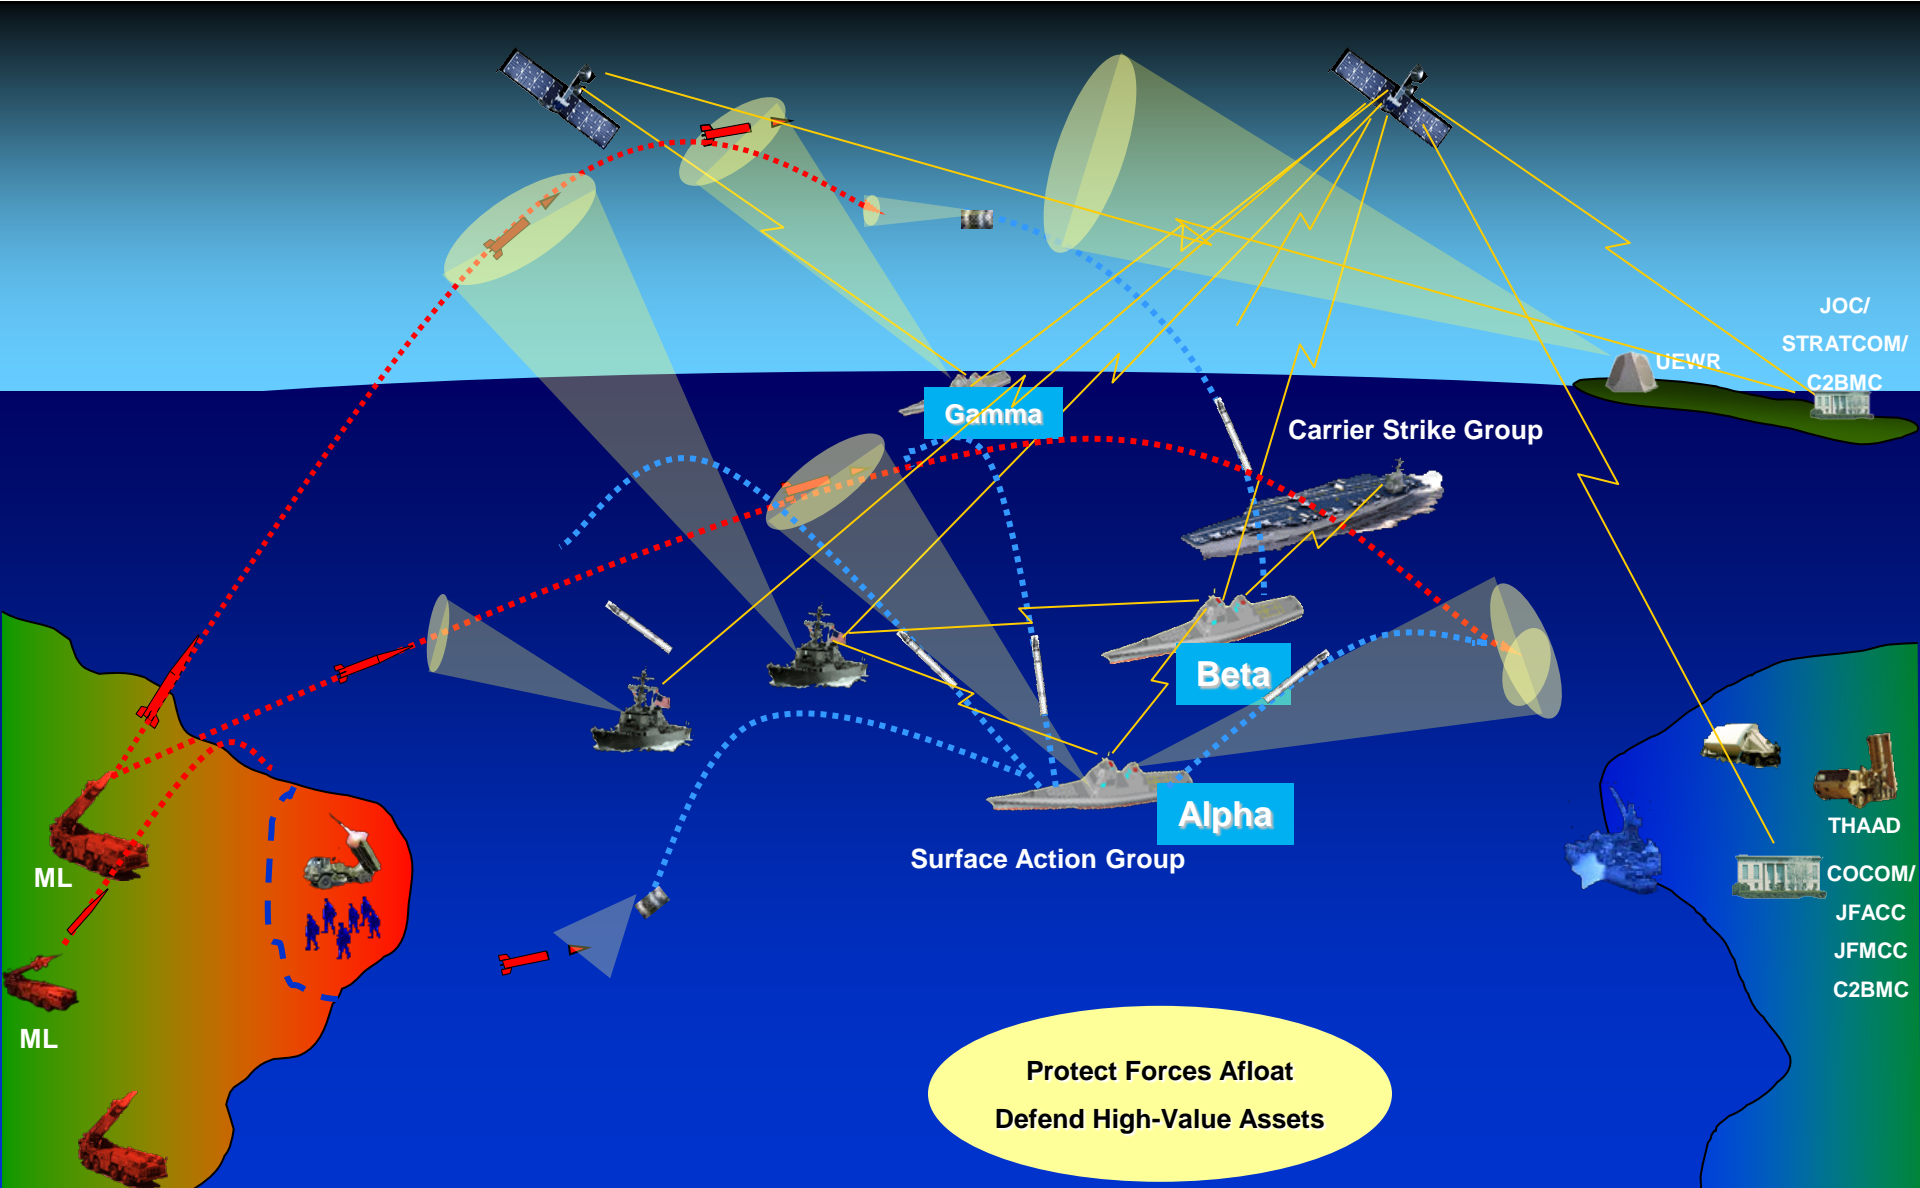 JOC/
STRATCOM/
C2BMC
UEWR
Gamma
Carrier Strike Group
Beta
Alpha
Surface Action Group
THAAD
COCOM/
JFACC
JFMCC
C2BMC
ML
ML
Protect Forces Afloat
Defend High-Value Assets